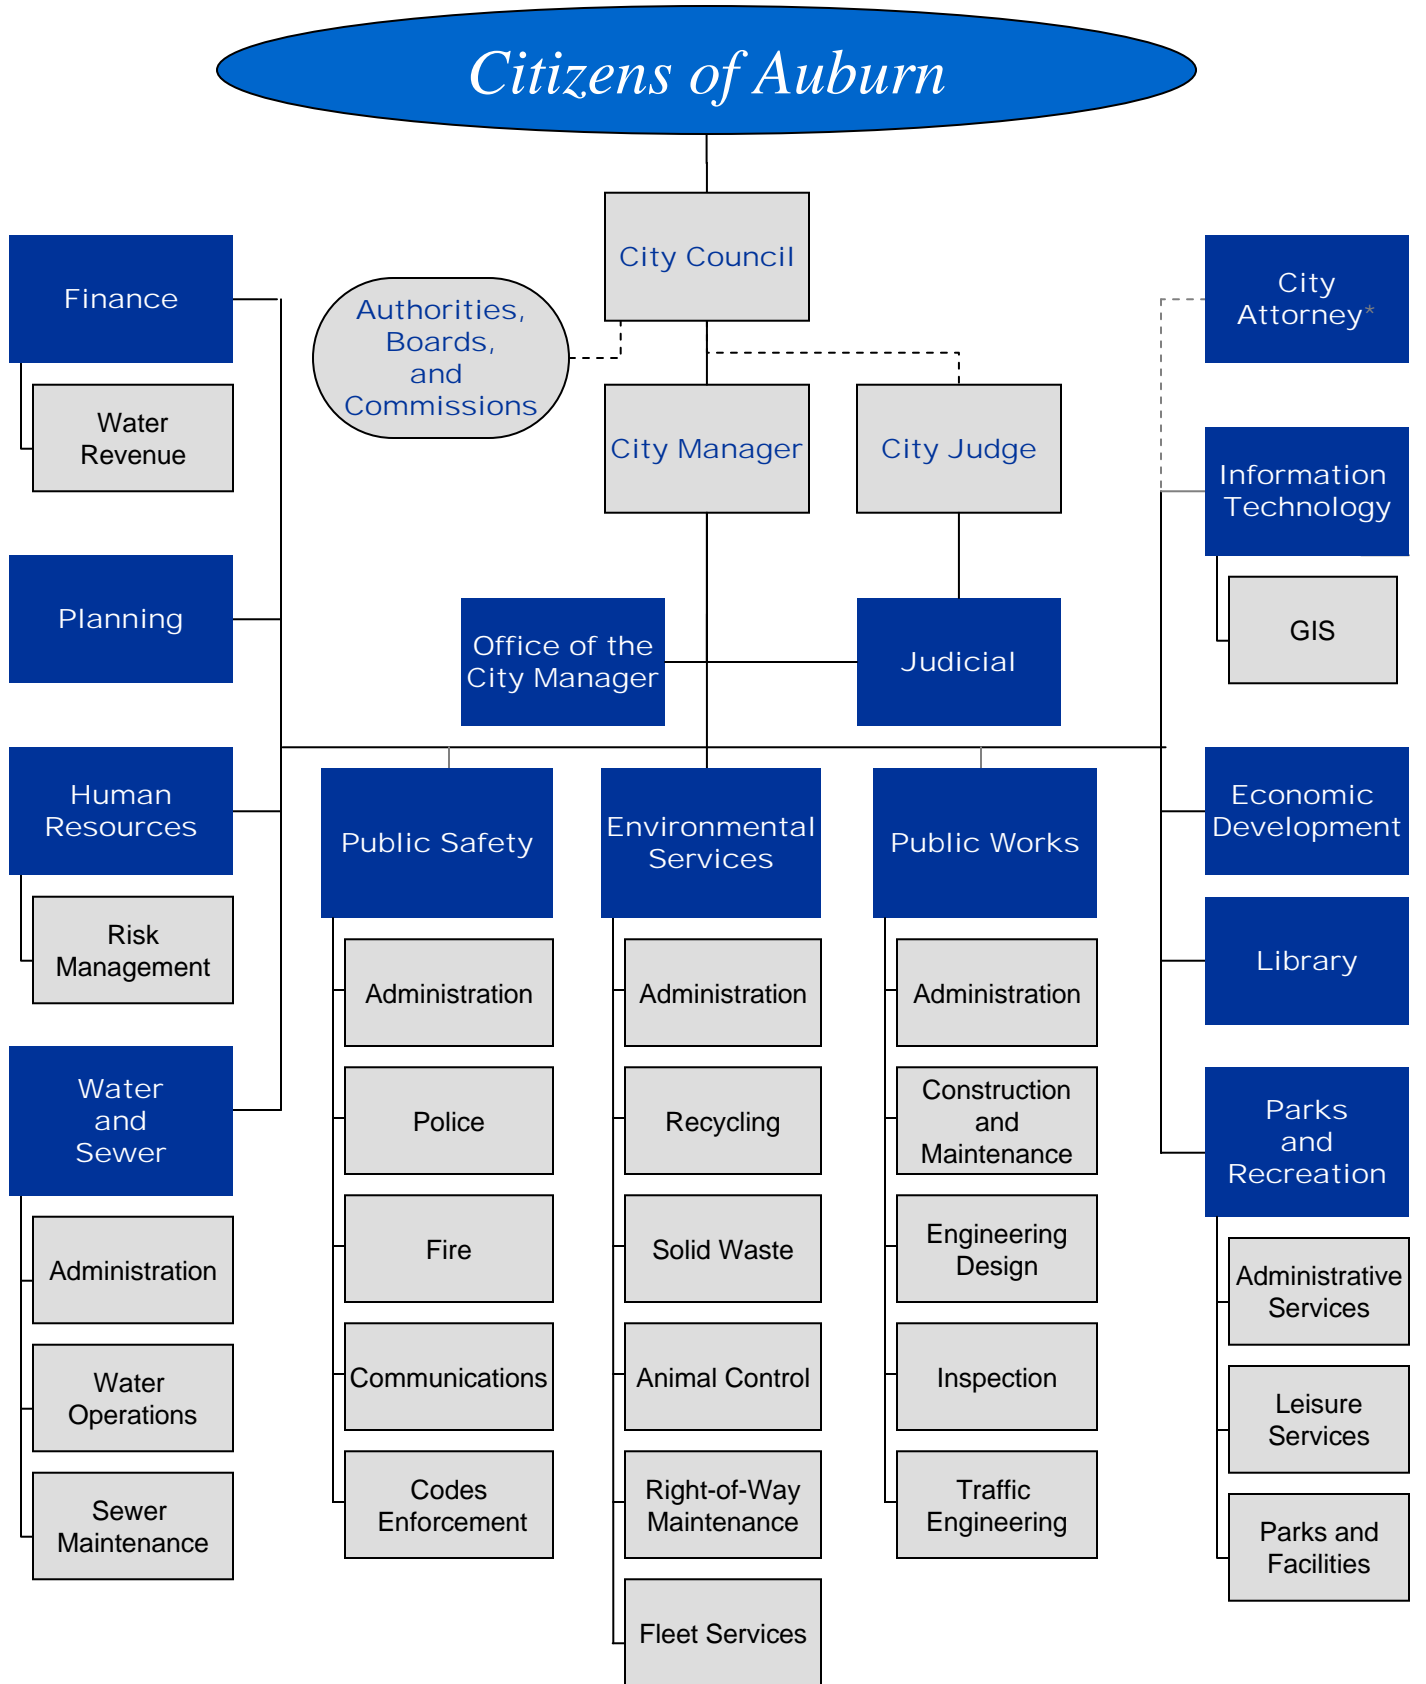 Citizens of Auburn
City Council
Authorities,
Boards,
and
Commissions
City Manager
City Judge
Office of the
City Manager
Judicial
Finance
Water
Revenue
Planning
Human
Resources
Risk
Management
Water
and
Sewer
Administration
Water
Operations
Sewer
Maintenance
Public Safety
Administration
Police
Fire
Communications
Codes
Enforcement
Environmental
Services
Administration
Recycling
Solid Waste
Animal Control
Right-of-Way
Maintenance
Fleet Services
Public Works
Administration
Construction
and
Maintenance
Engineering
Design
Inspection
Traffic
Engineering
City
Attorney*
Information
Technology
GIS
Economic
Development
Library
Parks
and
Recreation
Administrative
Services
Leisure
Services
Parks and
Facilities